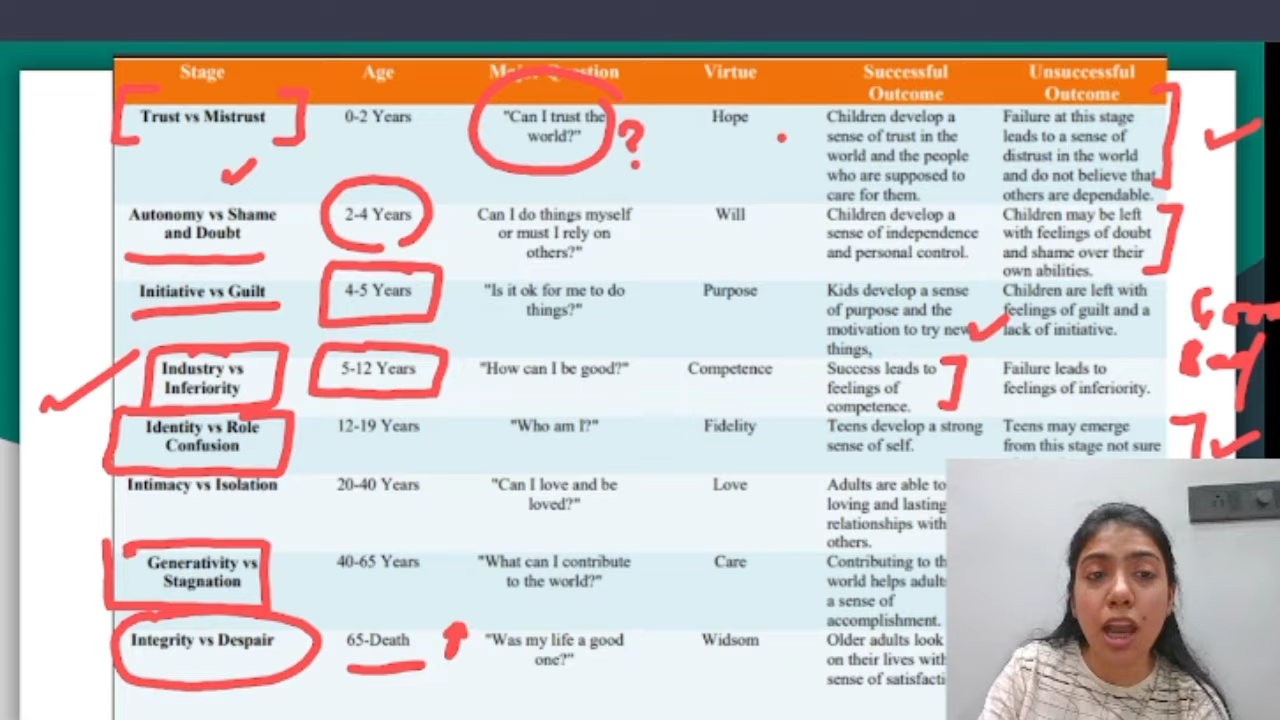 Stage Age Major Question Virtue Successful Outcome Unsuccessful Outcome
Trust vs Mistrust
0-2 Years
"Can I trust the
world?"
Hope
Children develop a
sense of trust in the
world and the people
who are supposed to
care for them.
Failure at this stage
leads to a sense of
distrust in the world
and do not believe that
others are dependable.
?
Autonomy vs Shame
and Doubt
2-4 Years
Can I do things myself
or must I rely on
others?"
Will
Children develop a
sense of independence
and personal control.
Children may be left
with feelings of doubt
and shame over their
own abilities.
Initiative vs Guilt
4-5 Years
"Is it ok for me to do
things?"
Purpose
Kids develop a sense
of purpose and the
motivation to try new
things,
Children are left with
feelings of guilt and a
lack of initiative.
Industry vs
Inferiority
5-12 Years
"How can I be good?"
Competence
Success leads to
feelings of
competence.
Failure leads to
feelings of inferiority.
Identity vs Role
Confusion
12-19 Years
"Who am I?"
Fidelity
Teens develop a strong
sense of self.
Teens may emerge
from this stage not sure
Intimacy vs Isolation
20-40 Years
"Can I love and be
loved?"
Love
Adults are able to
loving and lasting
relationships with
others.
Generativity vs
Stagnation
40-65 Years
"What can I contribute
to the world?"
Care
Contributing to th
world helps adult
a sense of
accomplishment.
Integrity vs Despair
65-Death
"Was my life a good
one?"
Widsom
Older adults look
on their lives with
sense of satisfacti